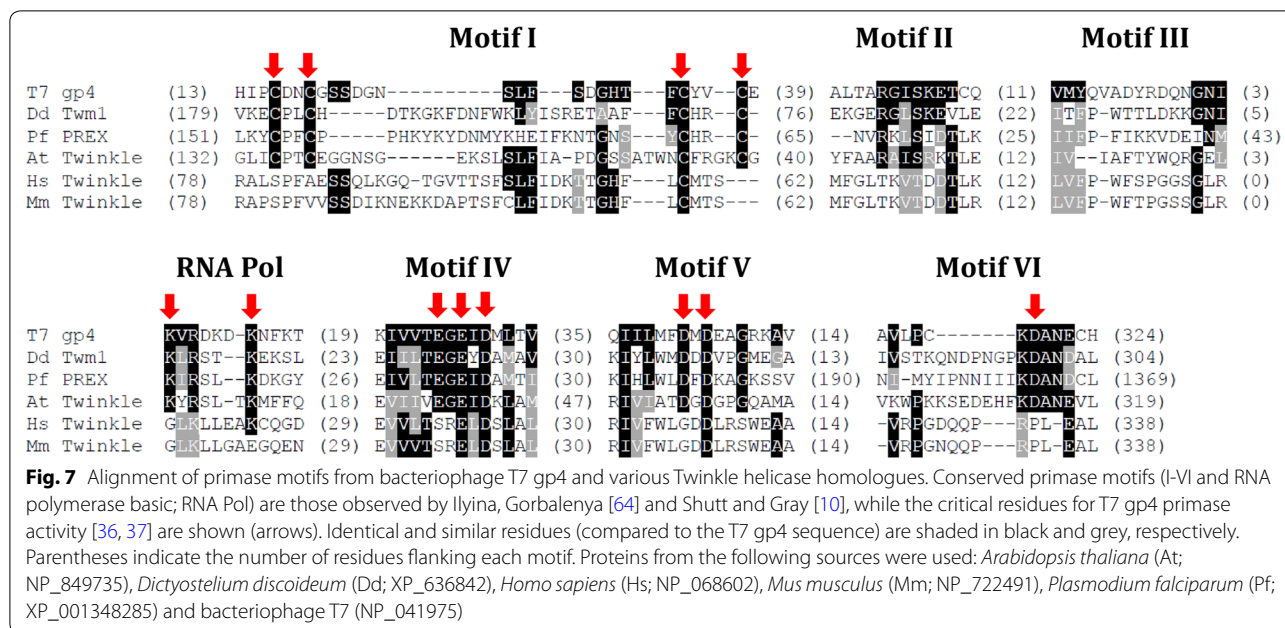 Motif I Motif II Motif III
T7 gp4 (13) HIPCDNCGSSDGN----------SLF---SDGHT---FCYV--CE (39) ALTARGISKETCQ (11) VMYQVADYRDQNGNI (3)
Dd Twm1 (179) VKECPLCH-----DTKGKFDNFWKLYISRETAAF---FCHR--C- (76) EKGERGLSKEVLE (22) ITF-PWTTLDKKGNI (5)
Pf PREX (151) LKYCPFCP-----PHKYKYDNMYKHEIFKNTGNS---YCHR--C- (65) --NVRKLSIDTLK (25) IIF-PFIKKVDEINM (43)
At Twinkle (132) GLICPTCEGGNSG------EKSLSLFIA-PDGSSATWNCFRGKCG (40) YFAARAISRKTLE (12) IV--IAFTYWQRGEL (3)
Hs Twinkle (78) RALSPFAESSQLKGQ-TGVTTSFSLFIDKTTGHF---LCMTS--- (62) MFGLTKVTDDTLK (12) LVFP-WFSPGGSGLR (0)
Mm Twinkle (78) RAPSPFVVSSDIKNEKKDAPTSFCLFIDKTTGHF---LCMTS--- (62) MFGLTKVTDDTLR (12) LVFP-WFTPGSSGLR (0)
RNA Pol Motif IV Motif V Motif VI
T7 gp4 KVRDKD-KNFKT (19) KIVVTEGEIDMLTV (35) QIILMFDMDEAGRKAV (14) AVLPC-------KDANECH (324)
Dd Twm1 KLRST--KEKSL (23) EIILTEGEYDAMAV (30) KIYLWMDDDVPGMEGA (13) IVSTKQNDPNGPKDANDAL (304)
Pf PREX KIRSL--KDKGY (26) EIVLTEGEIDAMTI (30) KIHLWLDFDKAGKSSV (190) NI-MYIPNNIIIKDANDCL (1369)
At Twinkle KYRSL-TKMFFQ (18) EVIIVEGEIDKLAM (47) RIVIATDGDGPGQAMA (14) VKWPKKSEDEHFKDANEVL (319)
Hs Twinkle GLKLLEAKCQGD (29) EVVLTSRELDSLAL (30) RIVFWLGDDLRSWEAA (14) -VRPGDQQP---RPL-EAL (338)
Mm Twinkle GLKLLGAEGQEN (29) EVVVTSRELDSLAL (30) RIVFWLGDDLRSWEAA (14) -VRPGNQQP---RPL-EAL (338)
Fig. 7 Alignment of primase motifs from bacteriophage T7 gp4 and various Twinkle helicase homologues. Conserved primase motifs (I-VI and RNA
polymerase basic; RNA Pol) are those observed by Ilyina, Gorbalenya [64] and Shutt and Gray [10], while the critical residues for T7 gp4 primase
activity [36, 37] are shown (arrows). Identical and similar residues (compared to the T7 gp4 sequence) are shaded in black and grey, respectively.
Parentheses indicate the number of residues flanking each motif. Proteins from the following sources were used: Arabidopsis thaliana (At;
NP_849735), Dictyostelium discoideum (Dd; XP_636842), Homo sapiens (Hs; NP_068602), Mus musculus (Mm; NP_722491), Plasmodium falciparum (Pf;
XP_001348285) and bacteriophage T7 (NP_041975)